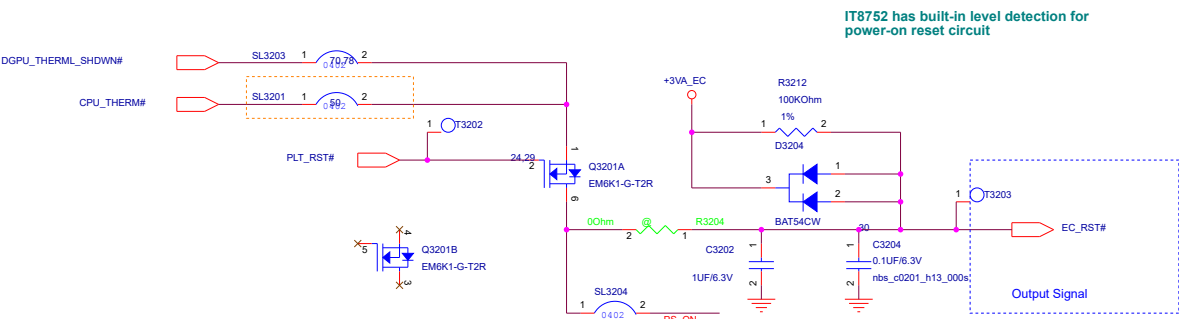 IT8752 has built-in level detection for
power-on reset circuit
DGPU_THERML_SHDWN#
SL3203
1
70,78
2
0402
+3VA_EC
R3212
100KOhm
1%
1
2
D3204
CPU_THERM#
SL3201
1
50
2
0402
1
T3202
PLT_RST#
24,29
2
1
Q3201A
EM6K1-G-T2R
6
3
1
2
BAT54CW
1
T3203
0Ohm
@
R3204
2
1
30
EC_RST#
4
5
Q3201B
EM6K1-G-T2R
3
C3202
1
1UF/6.3V
2
1
C3204
0.1UF/6.3V
nbs_c0201_h13_000s
2
Output Signal
SL3204
1
2
0402